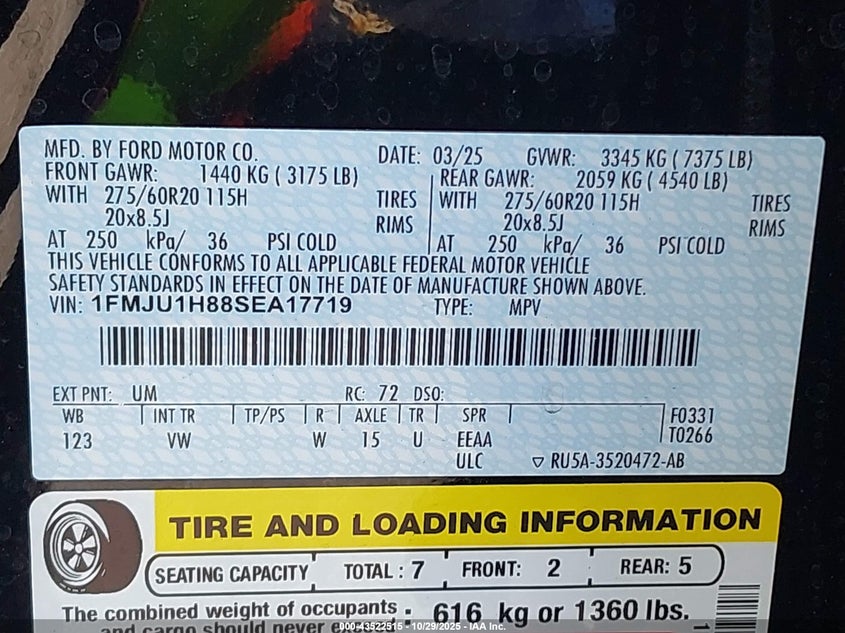 MFD. BY FORD MOTOR CO. DATE: 03/25 GVWR: 3345 KG ( 7375 LB)
FRONT GAWR: 1440 KG ( 3175 LB) REAR GAWR: 2059 KG ( 4540 LB)
WITH 275/60R20 115H TIRES WITH 275/60R20 115H TIRES
20x8.5J RIMS 20x8.5J RIMS
AT 250 kPa/ 36 PSI COLD AT 250 kPa/ 36 PSI COLD
THIS VEHICLE CONFORMS TO ALL APPLICABLE FEDERAL MOTOR VEHICLE
SAFETY STANDARDS IN EFFECT ON THE DATE OF MANUFACTURE SHOWN ABOVE.
VIN: 1FMJU1H88SEA17719 TYPE: MPV
EXT PNT: UM RC: 72 DSO:
WB INT TR TP/PS R AXLE TR SPR F0331
123 VW W 15 U EEAA T0266
ULC ▽ RU5A-3520472-AB
TIRE AND LOADING INFORMATION
SEATING CAPACITY TOTAL : 7 FRONT: 2 REAR: 5
The combined weight of occupants : 616 kg or 1360 lbs.
and cargo should never
000-43522515 - 10/29/2025 - IAA Inc.